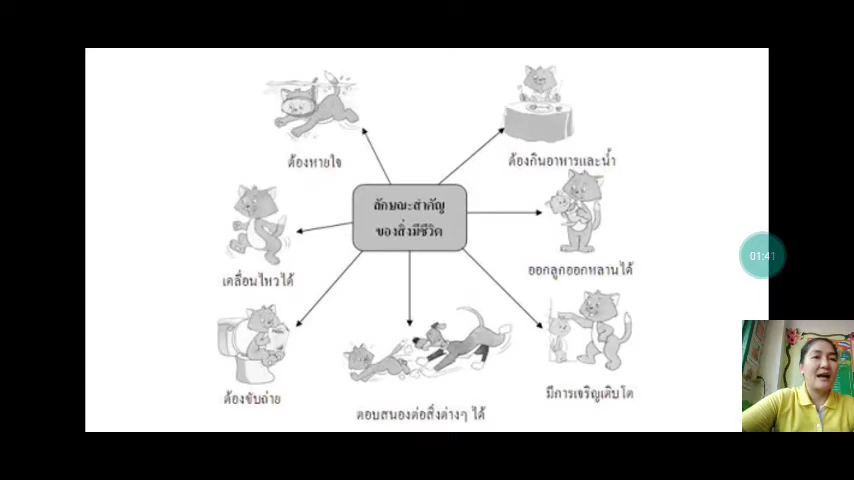 ต้องหายใจ
ต้องกินอาหารและน้ำ
ลักษณะสำคัญ
ของสิ่งมีชีวิต
ออกลูกออกหลานได้
01:41
เคลื่อนไหวได้
ต้องขับถ่าย
ตอบสนองต่อสิ่งต่างๆ ได้
มีการเจริญเติบโต